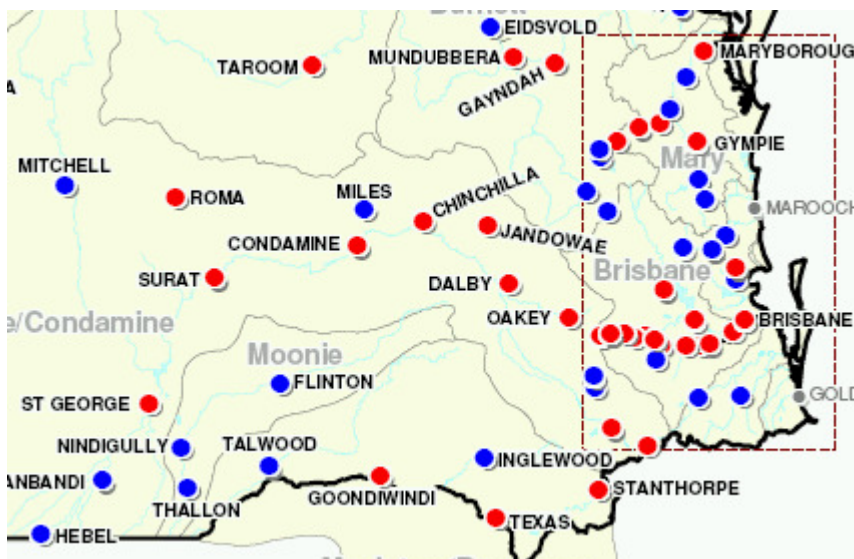 Burnett
EIDSVOLD
MUNDUBBERA
MARYBOROUG
TAROOM
GAYNDAH
A
GYMPIE
Mary
MITCHELL
ROMA
MILES
CHINCHILLA
MAROOCH
CONDAMINE
JANDOWAE
SURAT
DALBY
Brisbane
OAKEY
BRISBANE
e/Condamine
Moonie
FLINTON
GOLD
ST GEORGE
NINDIGULLY
TALWOOD
INGLEWOOD
ANBANDI
THALLON
GOONDIWINDI
STANTHORPE
TEXAS
HEBEL